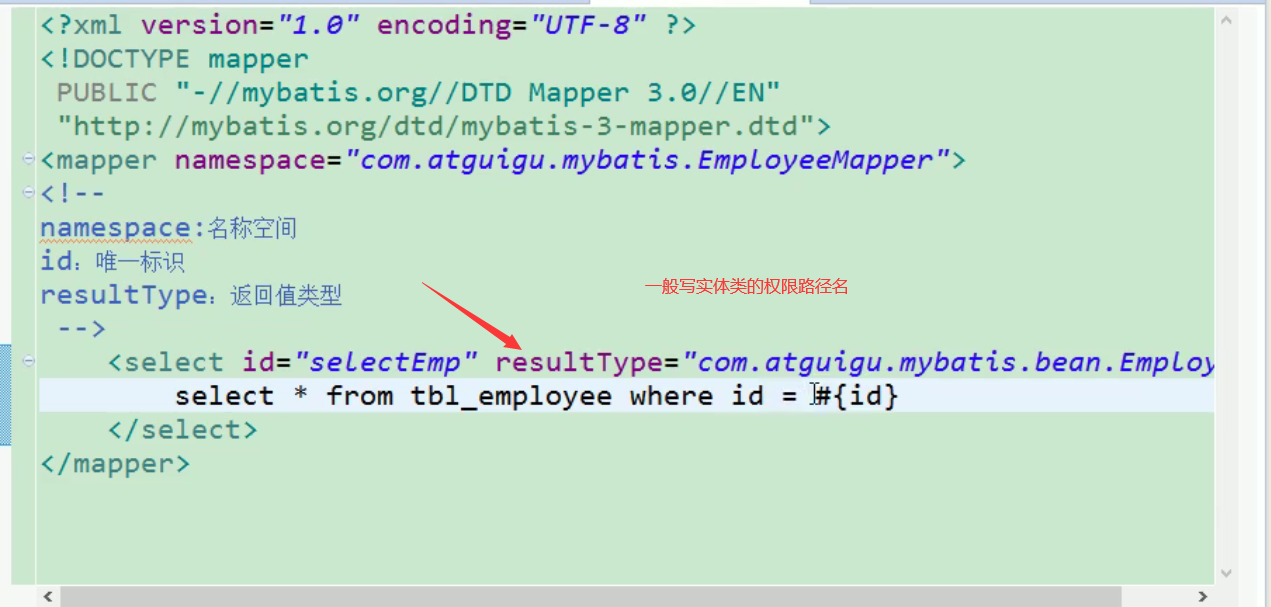 <?xml version="1.0" encoding="UTF-8" ?>
<!DOCTYPE mapper
PUBLIC "-//mybatis.org//DTD Mapper 3.0//EN"
"http://mybatis.org/dtd/mybatis-3-mapper.dtd">
<mapper namespace="com.atguigu.mybatis.EmployeeMapper">
<!--
namespace:名称空间
id：唯一标识
resultType：返回值类型
一般写实体类的权限路径名
-->
<select id="selectEmp" resultType="com.atguigu.mybatis.bean.Employ
select * from tbl_employee where id = #{id}
</select>
</mapper>